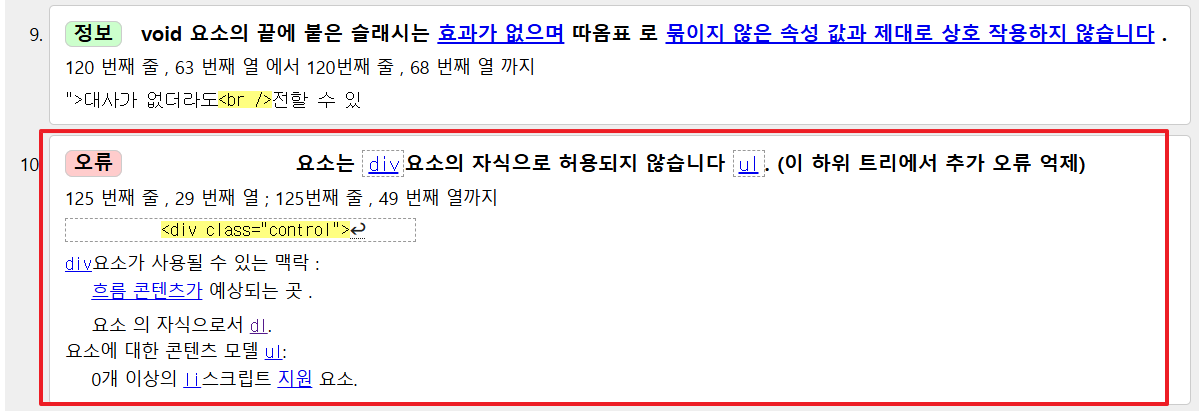 9. 정보 void 요소의 끝에 붙은 슬래시는 효과가 없으며 따옴표 로 묶이지 않은 속성 값과 제대로 상호 작용하지 않습니다 .
120 번째 줄 , 63 번째 열 에서 120번째 줄 , 68 번째 열 까지
">대사가 없더라도<br />전할 수 있
10 오류 요소는 div요소의 자식으로 허용되지 않습니다 ul. (이 하위 트리에서 추가 오류 억제)
125 번째 줄 , 29 번째 열 ; 125번째 줄 , 49 번째 열까지
<div class="control">↩
div요소가 사용될 수 있는 맥락 :
흐름 콘텐츠가 예상되는 곳 .
요소 의 자식으로서 dl.
요소에 대한 콘텐츠 모델 ul:
0개 이상의 li스크립트 지원 요소.